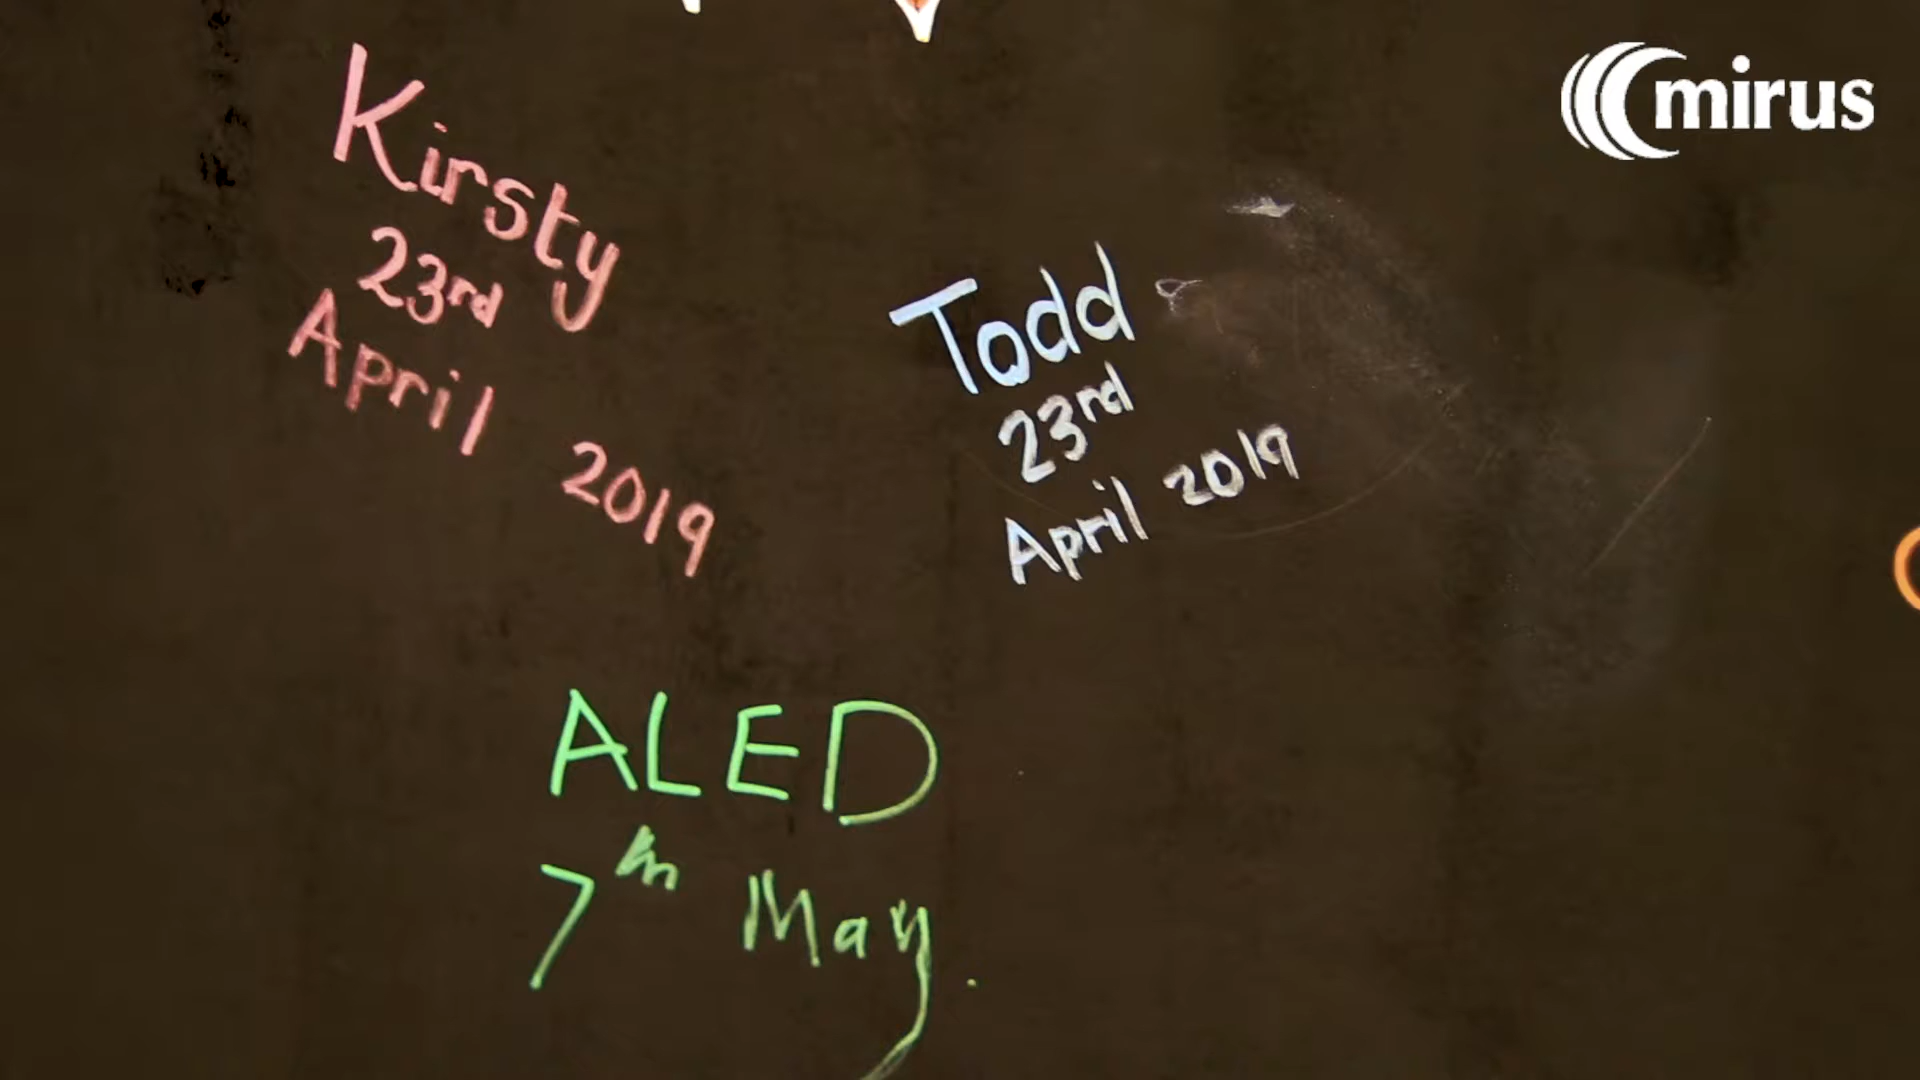 mirus
Kirsty
23rd
April 2019
Todd
23rd
April 2019
ALED
7th May.